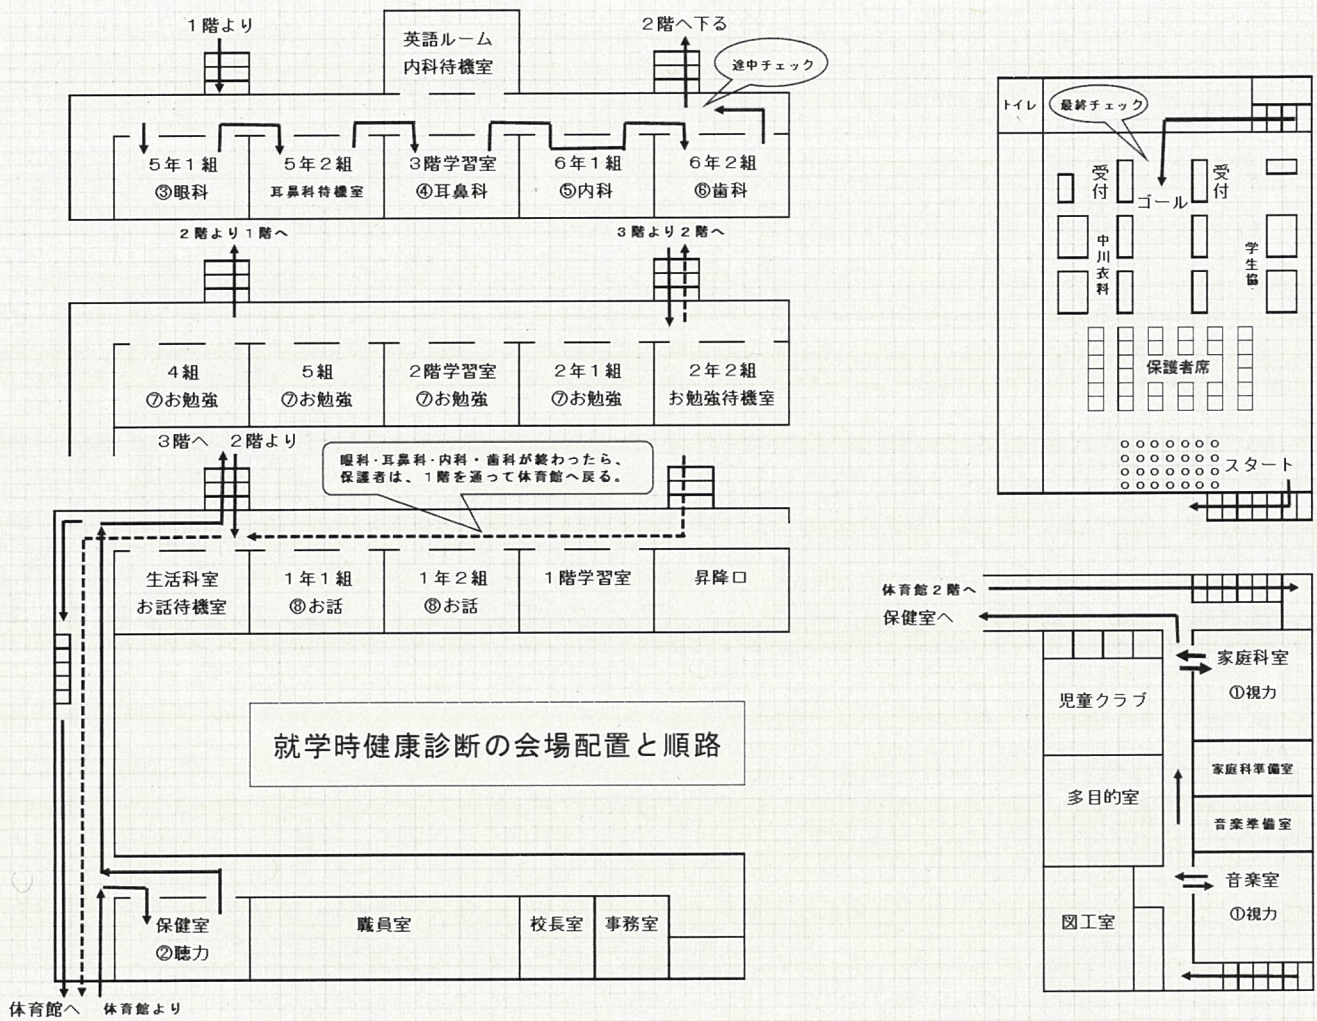 1階より
英語ルーム
内科待機室
2階へ下る
途中チェック
5年1組
③眼科
5年2組
耳鼻科待機室
3階学習室
④耳鼻科
6年1組
⑤内科
6年2組
⑥歯科
2階より1階へ
3階より2階へ
4組
⑦お勉強
5組
⑦お勉強
2階学習室
⑦お勉強
2年1組
⑦お勉強
2年2組
お勉強待機室
3階へ 2階より
眼科・耳鼻科・内科・歯科が終わったら、
保護者は、1階を通って体育館へ戻る。
生活科室
お話待機室
1年1組
⑧お話
1年2組
⑧お話
1階学習室
昇降口
就学時健康診断の会場配置と順路
保健室
②聴力
職員室
校長室
事務室
体育館へ
体育館より
トイレ
最終チェック
受付
受付
ゴール
中川衣料
学生協
保護者席
スタート
体育館2階へ
保健室へ
家庭科室
①視力
児童クラブ
家庭科準備室
多目的室
音楽準備室
音楽室
①視力
図工室